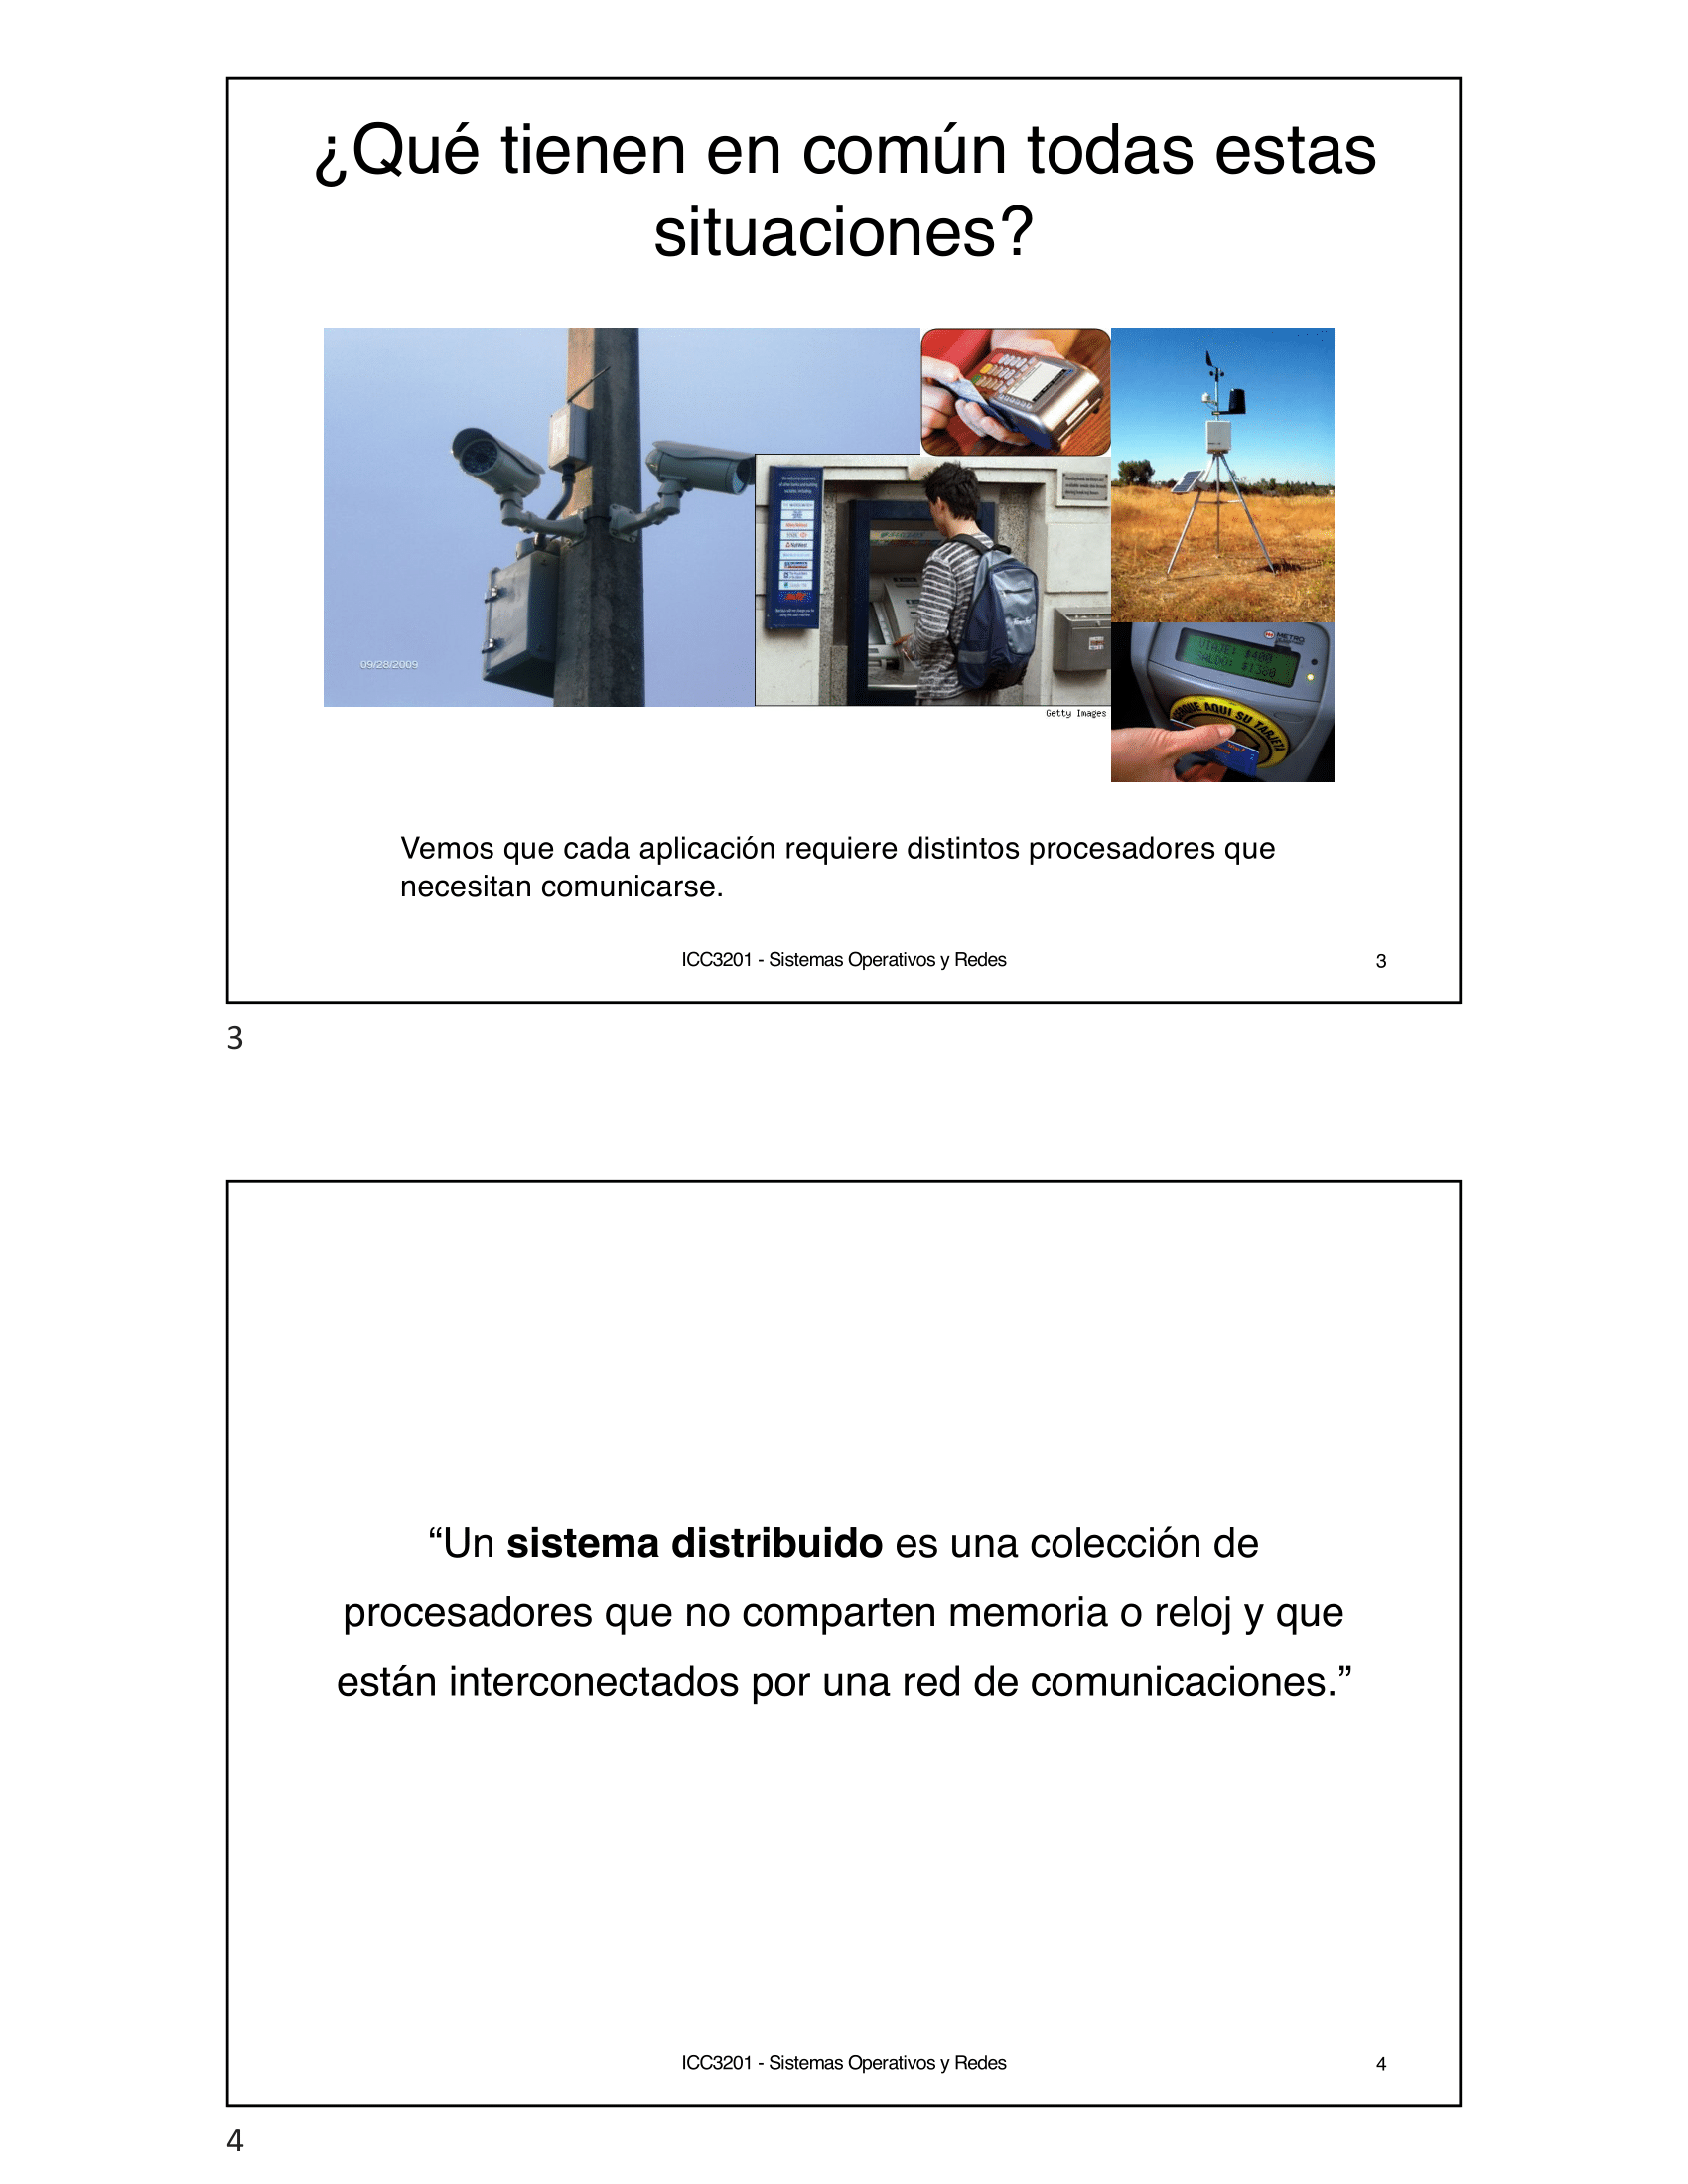 ¿Qué tienen en común todas estas
situaciones?
09/28/2009
METRO
VIAJE: $400
SALDO: $1380
AQUI SU TARJETA
NatWest
Getty Images
Vemos que cada aplicación requiere distintos procesadores que
necesitan comunicarse.
ICC3201 - Sistemas Operativos y Redes
3
3
“Un sistema distribuido es una colección de
procesadores que no comparten memoria o reloj y que
están interconectados por una red de comunicaciones.”
ICC3201 - Sistemas Operativos y Redes
4
4